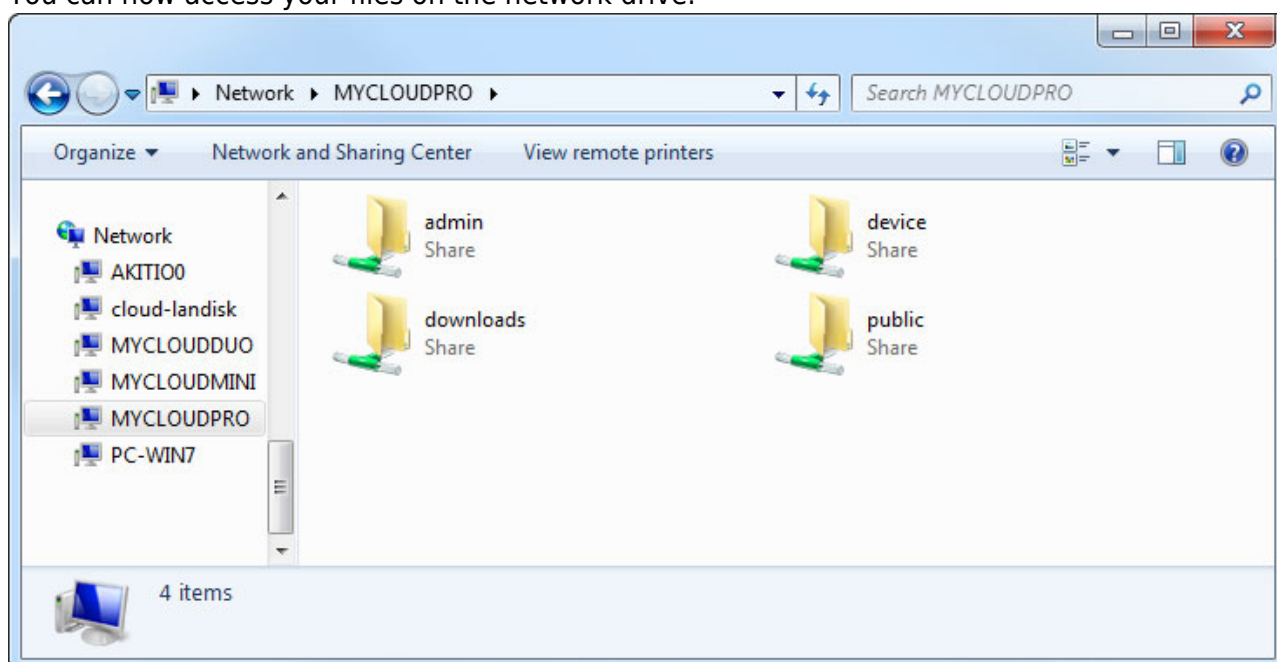 You can now access your files on the network drive.
Network MYCLOUDPRO
Search MYCLOUDPRO
Organize Network and Sharing Center View remote printers
Network
AKITIO0
cloud-landisk
MYCLOUDDUO
MYCLOUDMINI
MYCLOUDPRO
PC-WIN7
admin
Share
device
Share
downloads
Share
public
Share
4 items